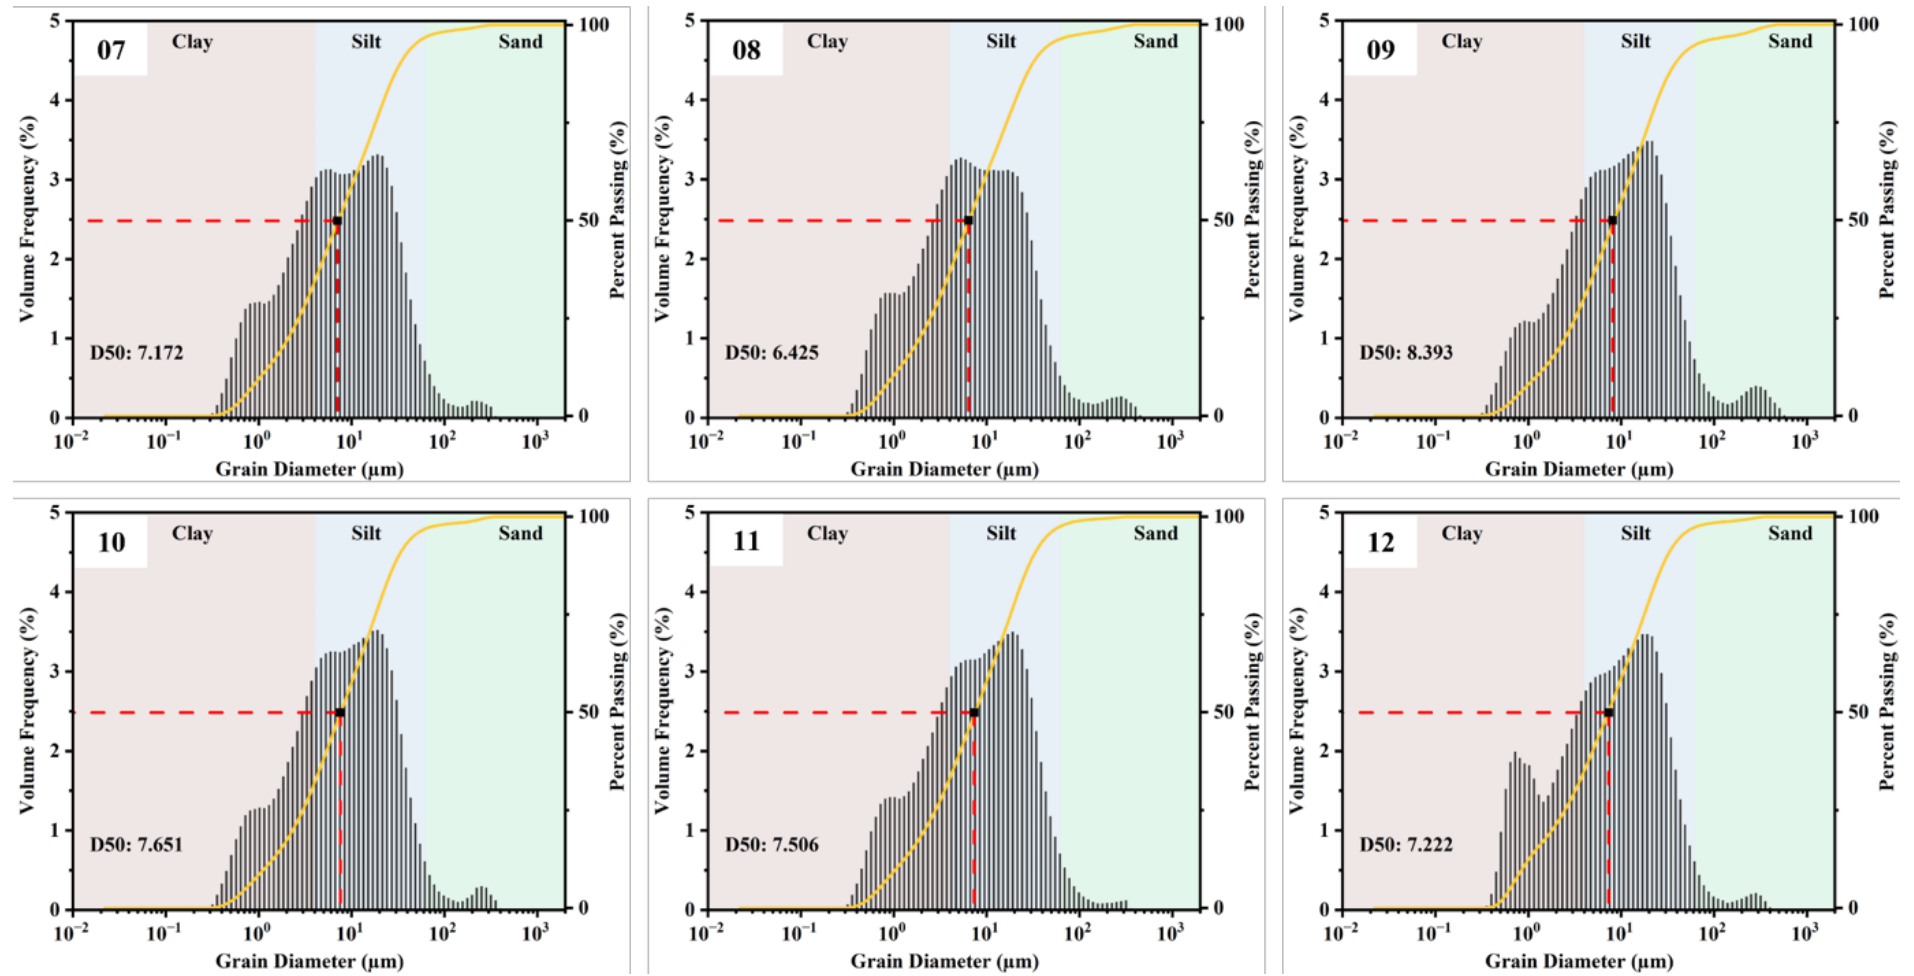 07
Clay
Silt
Sand
5
4
3
2
1
0
100
50
0
Volume Frequency (%)
Percent Passing (%)
D50: 7.172
10⁻² 10⁻¹ 10⁰ 10¹ 10² 10³
Grain Diameter (µm)
08
Clay
Silt
Sand
5
4
3
2
1
0
100
50
0
Volume Frequency (%)
Percent Passing (%)
D50: 6.425
10⁻² 10⁻¹ 10⁰ 10¹ 10² 10³
Grain Diameter (µm)
09
Clay
Silt
Sand
5
4
3
2
1
0
100
50
0
Volume Frequency (%)
Percent Passing (%)
D50: 8.393
10⁻² 10⁻¹ 10⁰ 10¹ 10² 10³
Grain Diameter (µm)
10
Clay
Silt
Sand
5
4
3
2
1
0
100
50
0
Volume Frequency (%)
Percent Passing (%)
D50: 7.651
10⁻² 10⁻¹ 10⁰ 10¹ 10² 10³
Grain Diameter (µm)
11
Clay
Silt
Sand
5
4
3
2
1
0
100
50
0
Volume Frequency (%)
Percent Passing (%)
D50: 7.506
10⁻² 10⁻¹ 10⁰ 10¹ 10² 10³
Grain Diameter (µm)
12
Clay
Silt
Sand
5
4
3
2
1
0
100
50
0
Volume Frequency (%)
Percent Passing (%)
D50: 7.222
10⁻² 10⁻¹ 10⁰ 10¹ 10² 10³
Grain Diameter (µm)